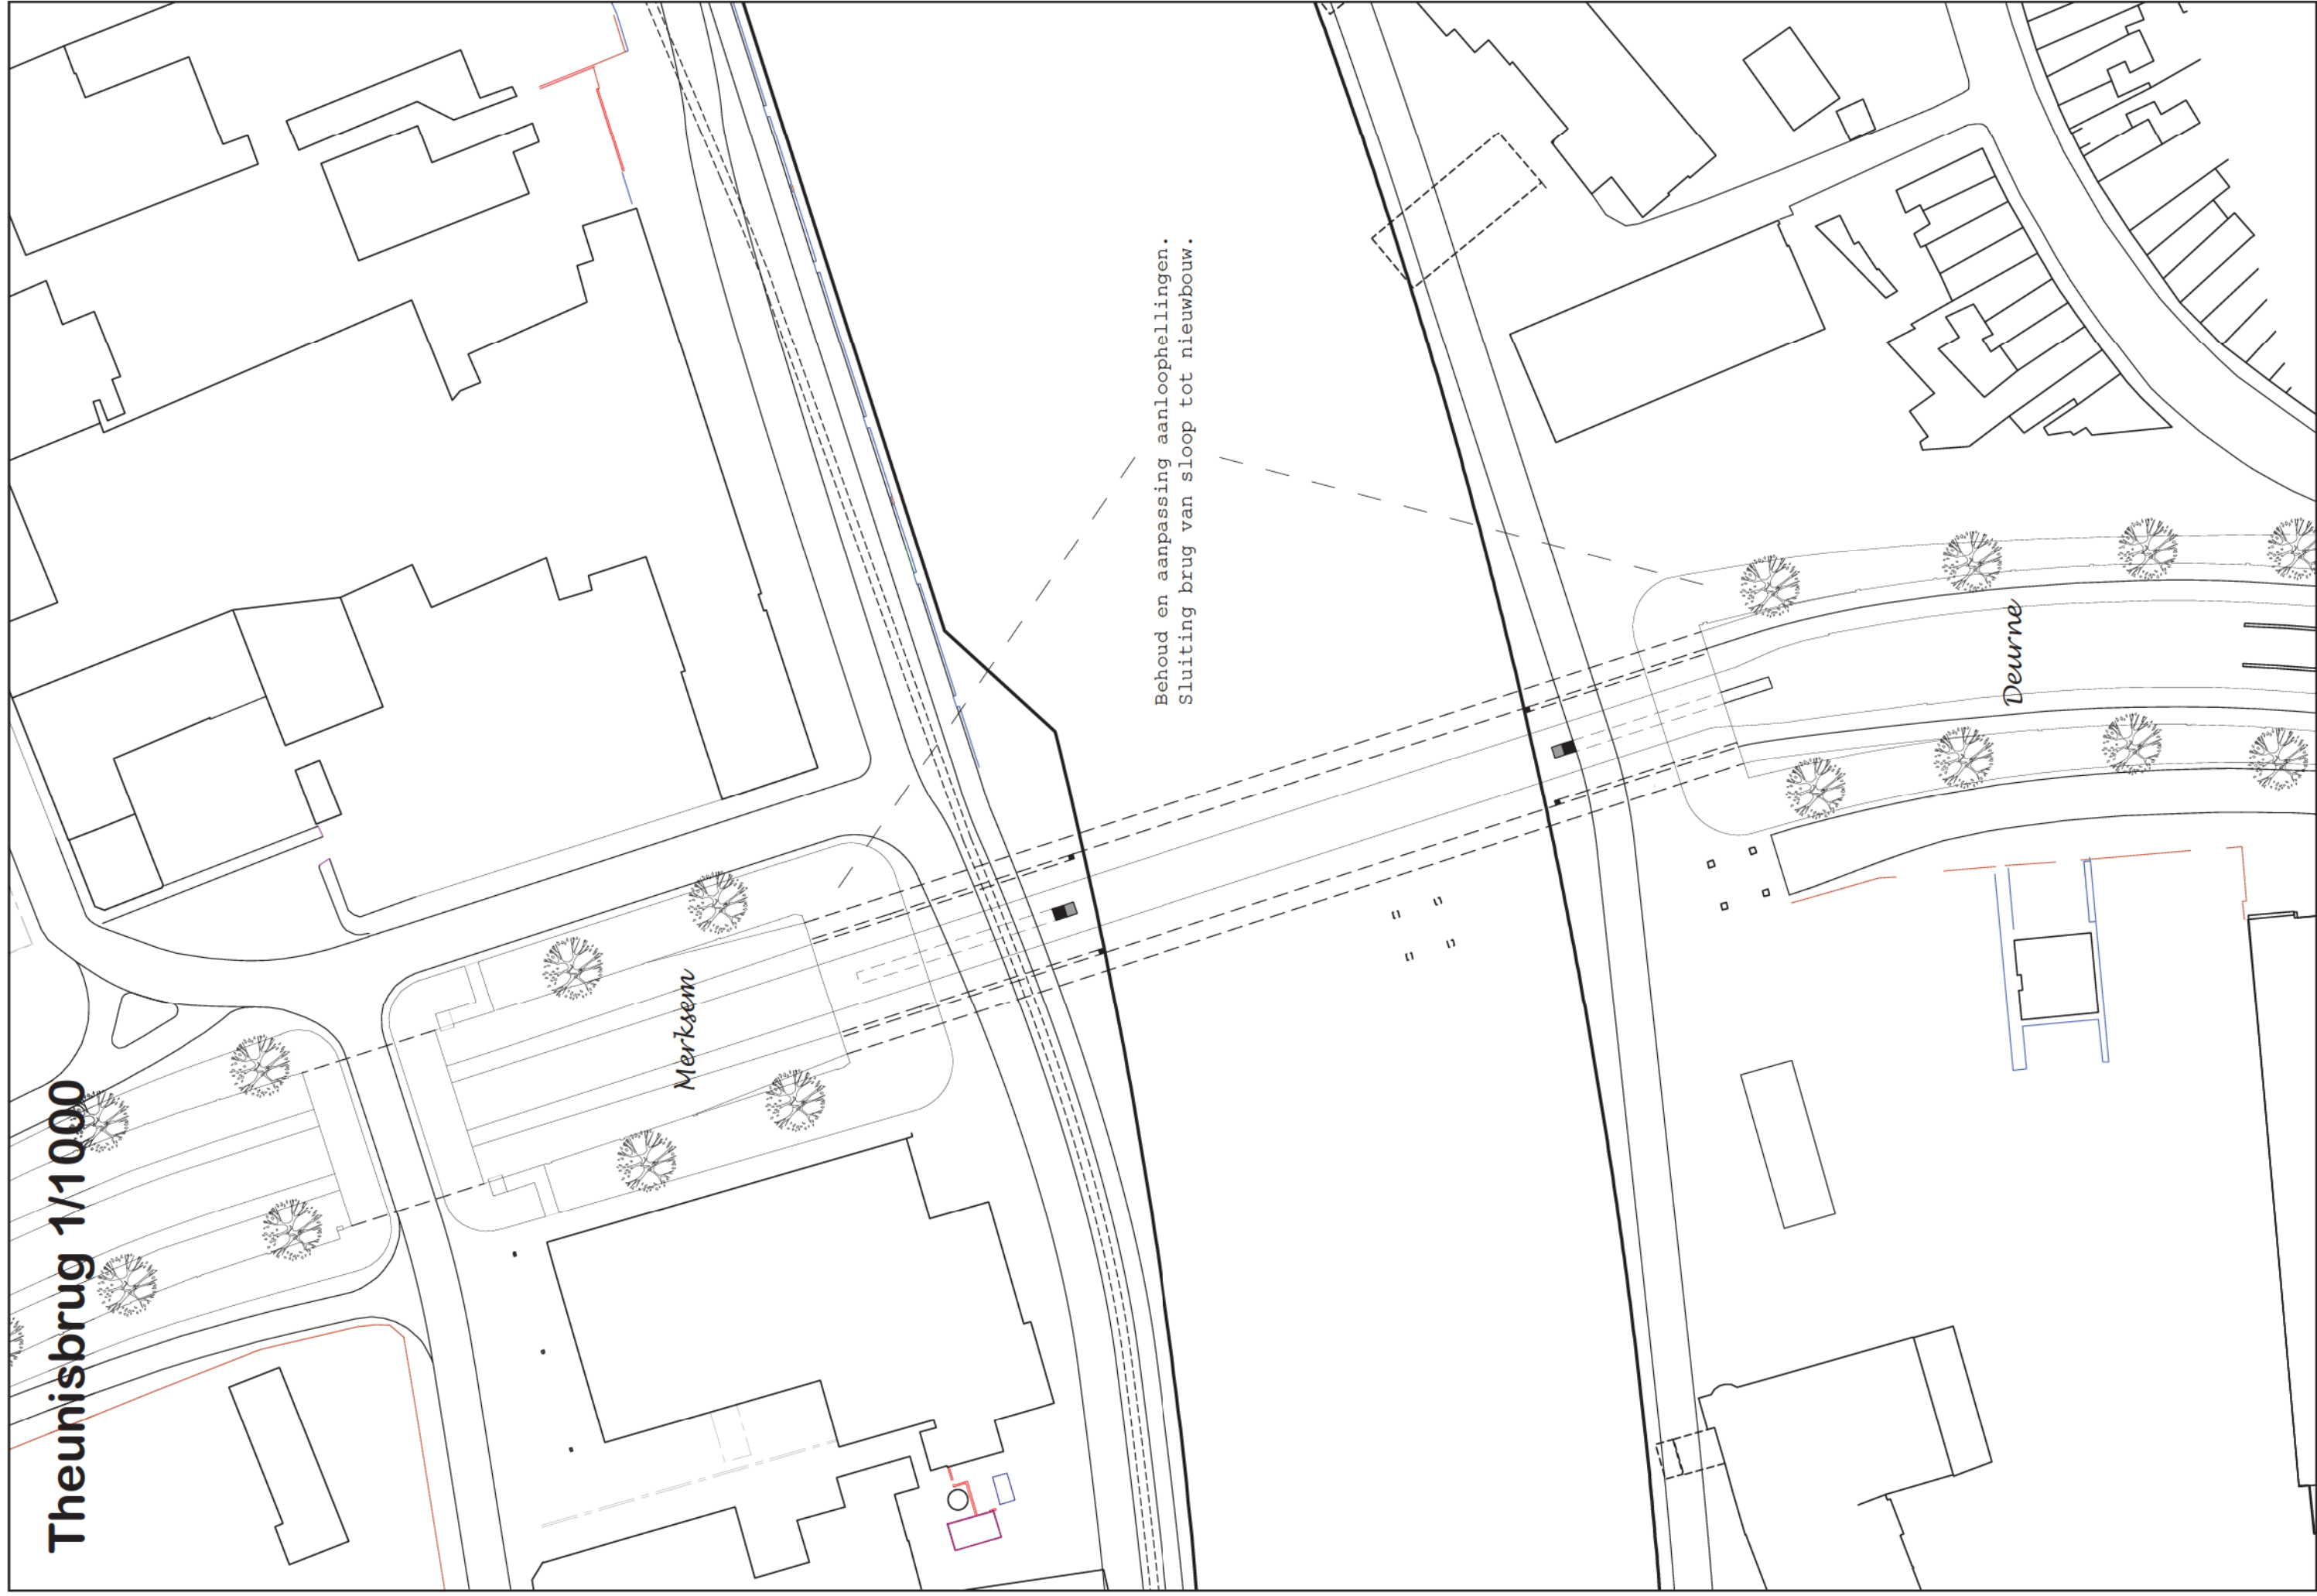 Theunisbrug 1/1000
Merksem
Behoud en aanpassing aanloophellingen.
Sluiting brug van sloop tot nieuwbouw.
Deurne